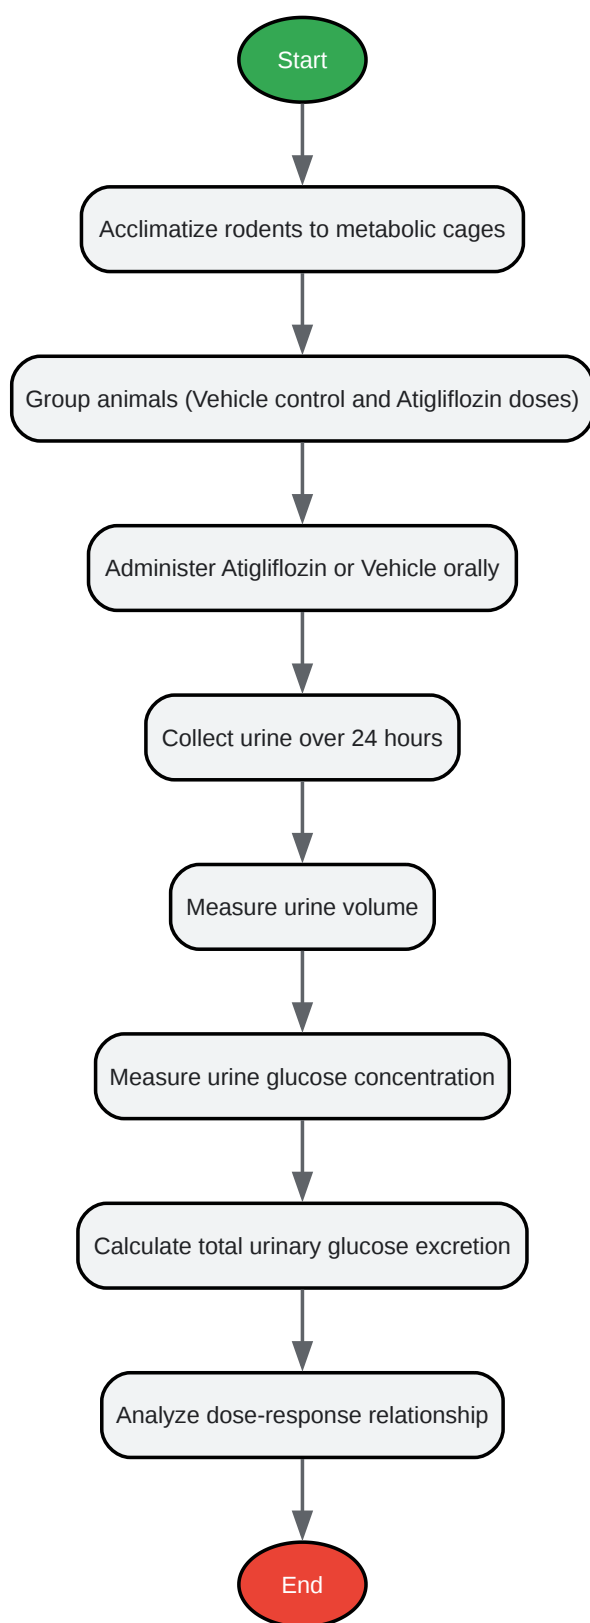 Start
Acclimatize rodents to metabolic cages
Group animals (Vehicle control and Atigliflozin doses)
Administer Atigliflozin or Vehicle orally
Collect urine over 24 hours
Measure urine volume
Measure urine glucose concentration
Calculate total urinary glucose excretion
Analyze dose-response relationship
End